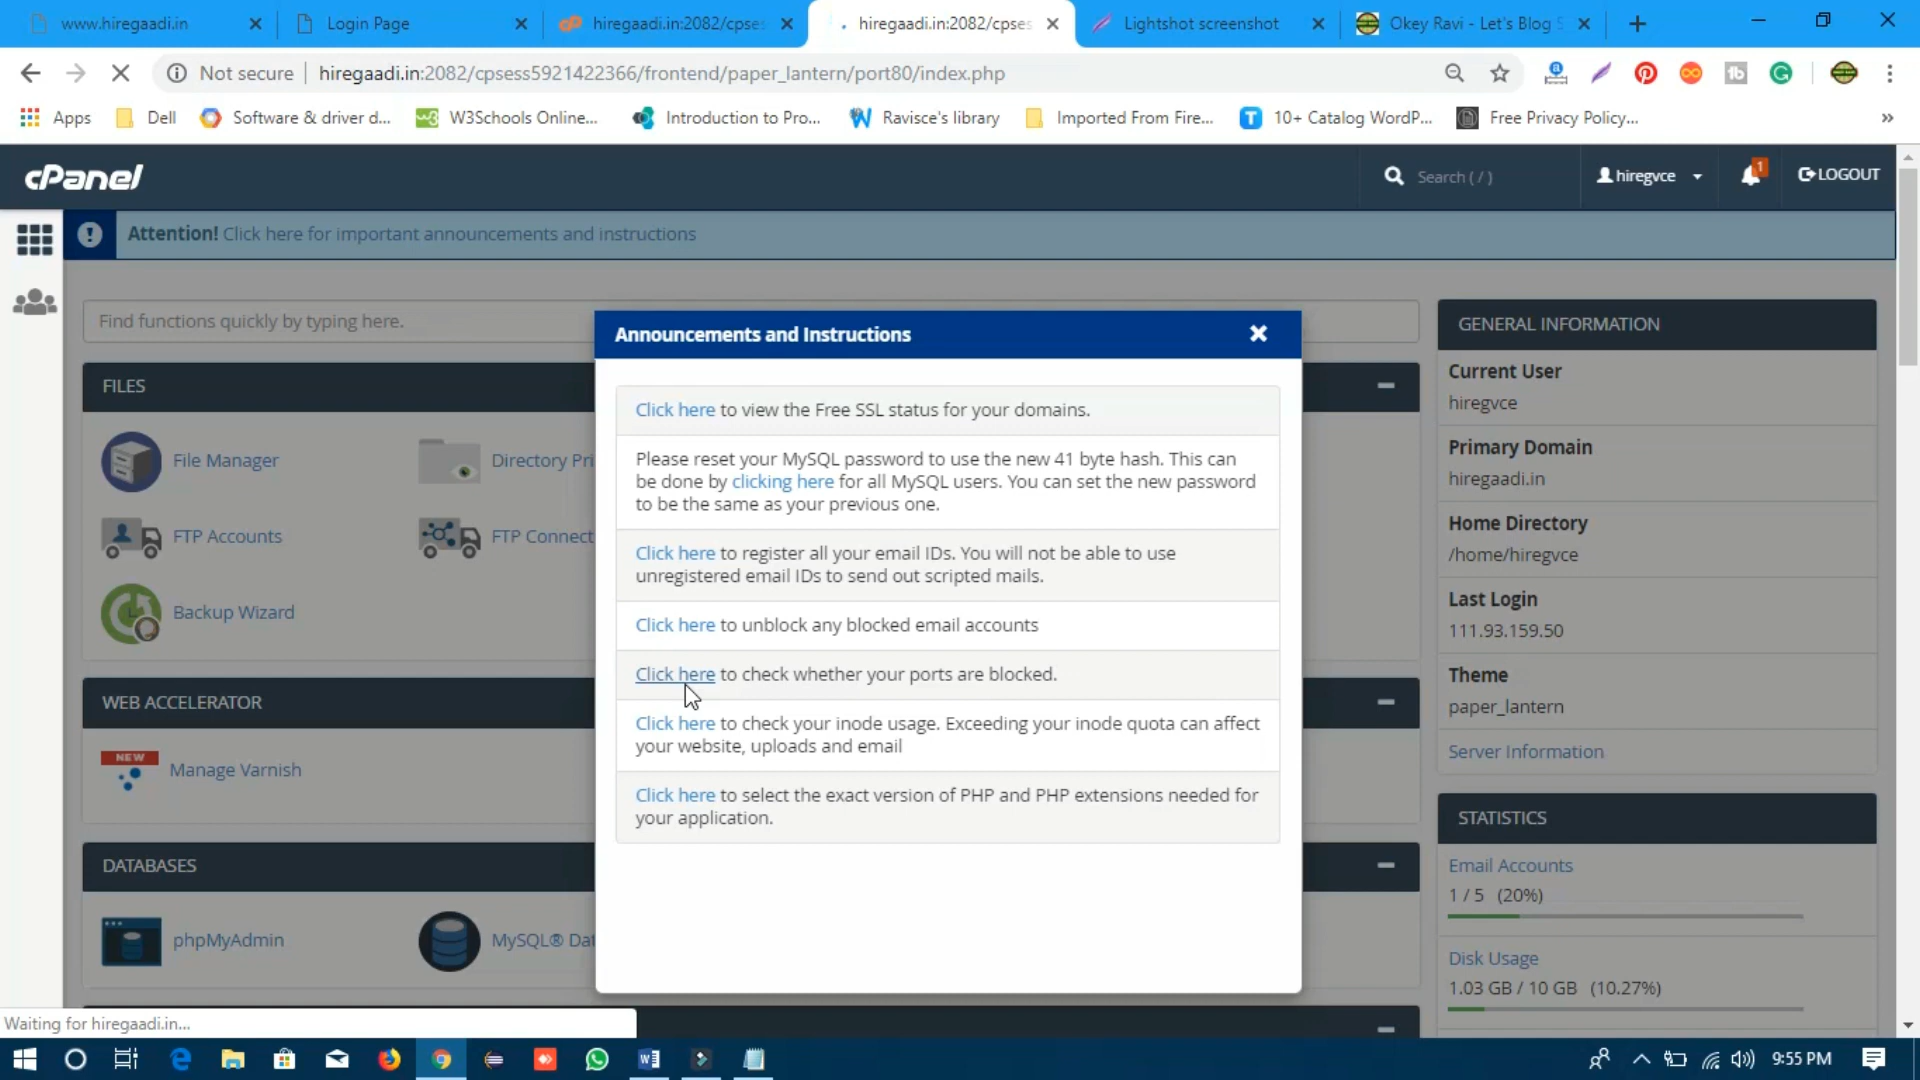 www.hiregaadi.in
Login Page
hiregaadi.in:2082/cpses
hiregaadi.in:2082/cpses
Lightshot screenshot
Okey Ravi - Let's Blog S
Not secure
hiregaadi.in:2082/cpsess5921422366/frontend/paper_lantern/port80/index.php
Apps
Dell
Software & driver d...
W3Schools Online...
Introduction to Pro...
Ravisce's library
Imported From Fire...
10+ Catalog WordP...
Free Privacy Policy...
»
cPanel
Search ( / )
hiregvce
1
LOGOUT
Attention! Click here for important announcements and instructions
Find functions quickly by typing here.
FILES
File Manager
Directory Pri
FTP Accounts
FTP Connect
Backup Wizard
WEB ACCELERATOR
NEW
Manage Varnish
DATABASES
phpMyAdmin
MySQL® Dat
Announcements and Instructions
Click here to view the Free SSL status for your domains.
Please reset your MySQL password to use the new 41 byte hash. This can
be done by clicking here for all MySQL users. You can set the new password
to be the same as your previous one.
Click here to register all your email IDs. You will not be able to use
unregistered email IDs to send out scripted mails.
Click here to unblock any blocked email accounts
Click here to check whether your ports are blocked.
Click here to check your inode usage. Exceeding your inode quota can affect
your website, uploads and email
Click here to select the exact version of PHP and PHP extensions needed for
your application.
GENERAL INFORMATION
Current User
hiregvce
Primary Domain
hiregaadi.in
Home Directory
/home/hiregvce
Last Login
111.93.159.50
Theme
paper_lantern
Server Information
STATISTICS
Email Accounts
1 / 5 (20%)
Disk Usage
1.03 GB / 10 GB (10.27%)
Waiting for hiregaadi.in...
9:55 PM